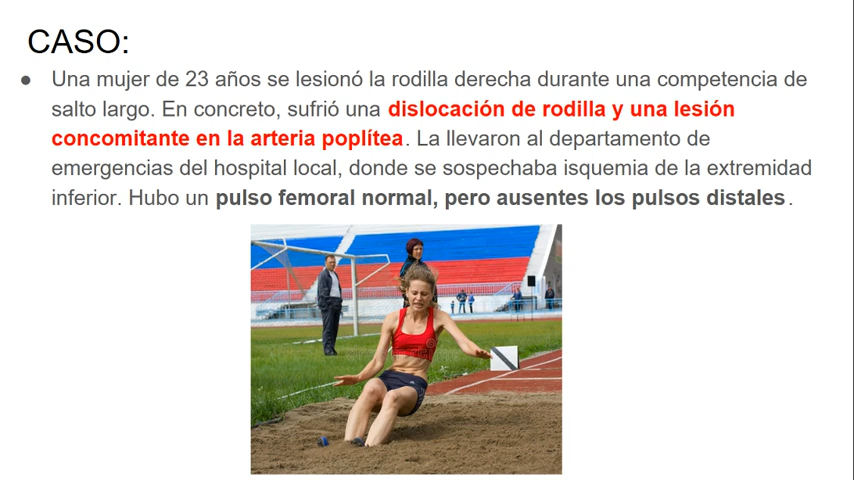 CASO:
● Una mujer de 23 años se lesionó la rodilla derecha durante una competencia de
salto largo. En concreto, sufrió una dislocación de rodilla y una lesión
concomitante en la arteria poplítea. La llevaron al departamento de
emergencias del hospital local, donde se sospechaba isquemia de la extremidad
inferior. Hubo un pulso femoral normal, pero ausentes los pulsos distales.